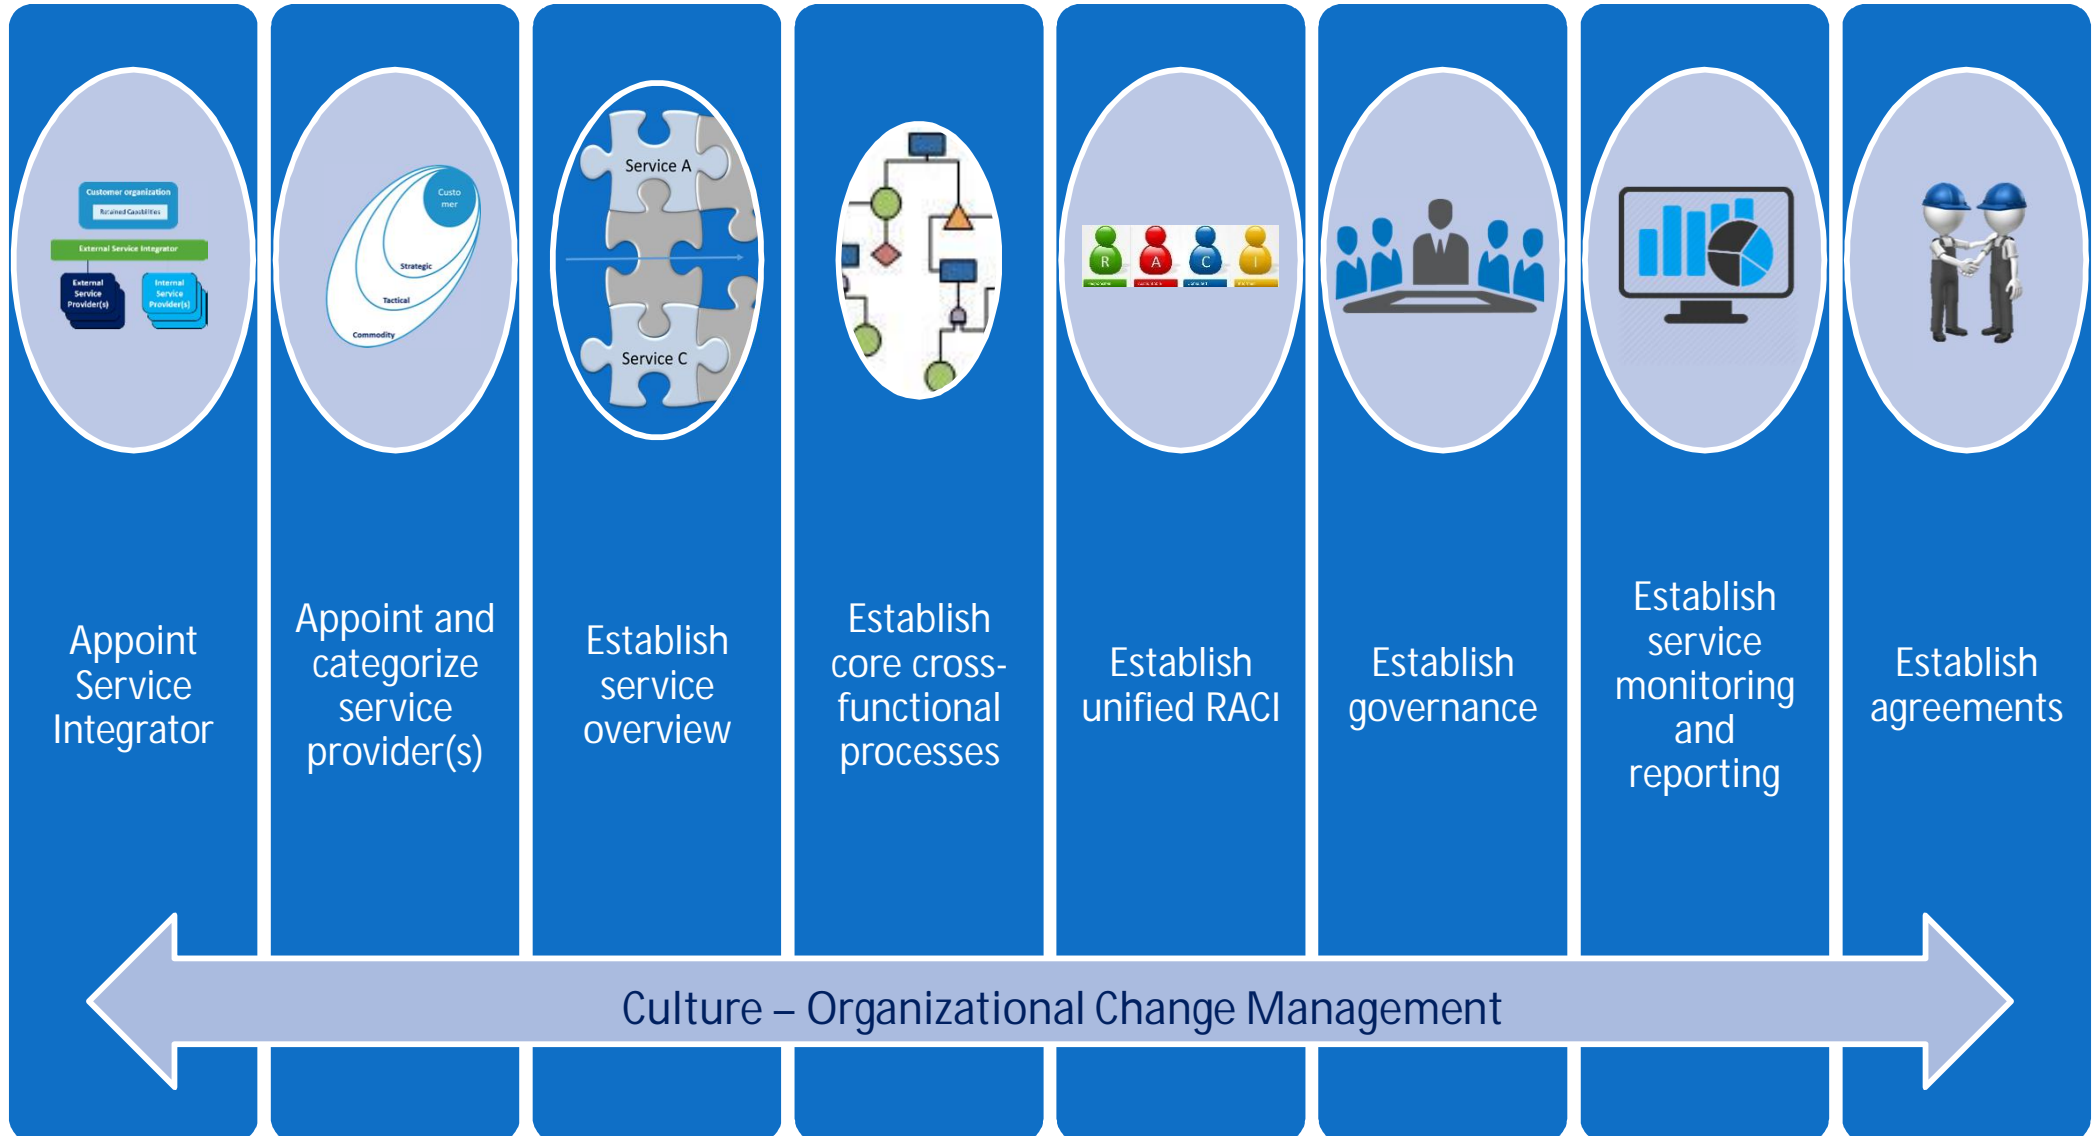 Customer organization
Retained Capabilities
External Service Integrator
External
Service
Provider(s)
Internal
Service
Provider(s)
Appoint
Service
Integrator
Custo
mer
Strategic
Tactical
Commodity
Appoint and
categorize
service
provider(s)
Service A
Service C
Establish
service
overview
Establish
core cross-
functional
processes
R
A
C
I
Establish
unified RACI
Establish
governance
Establish
service
monitoring
and
reporting
Establish
agreements
Culture – Organizational Change Management